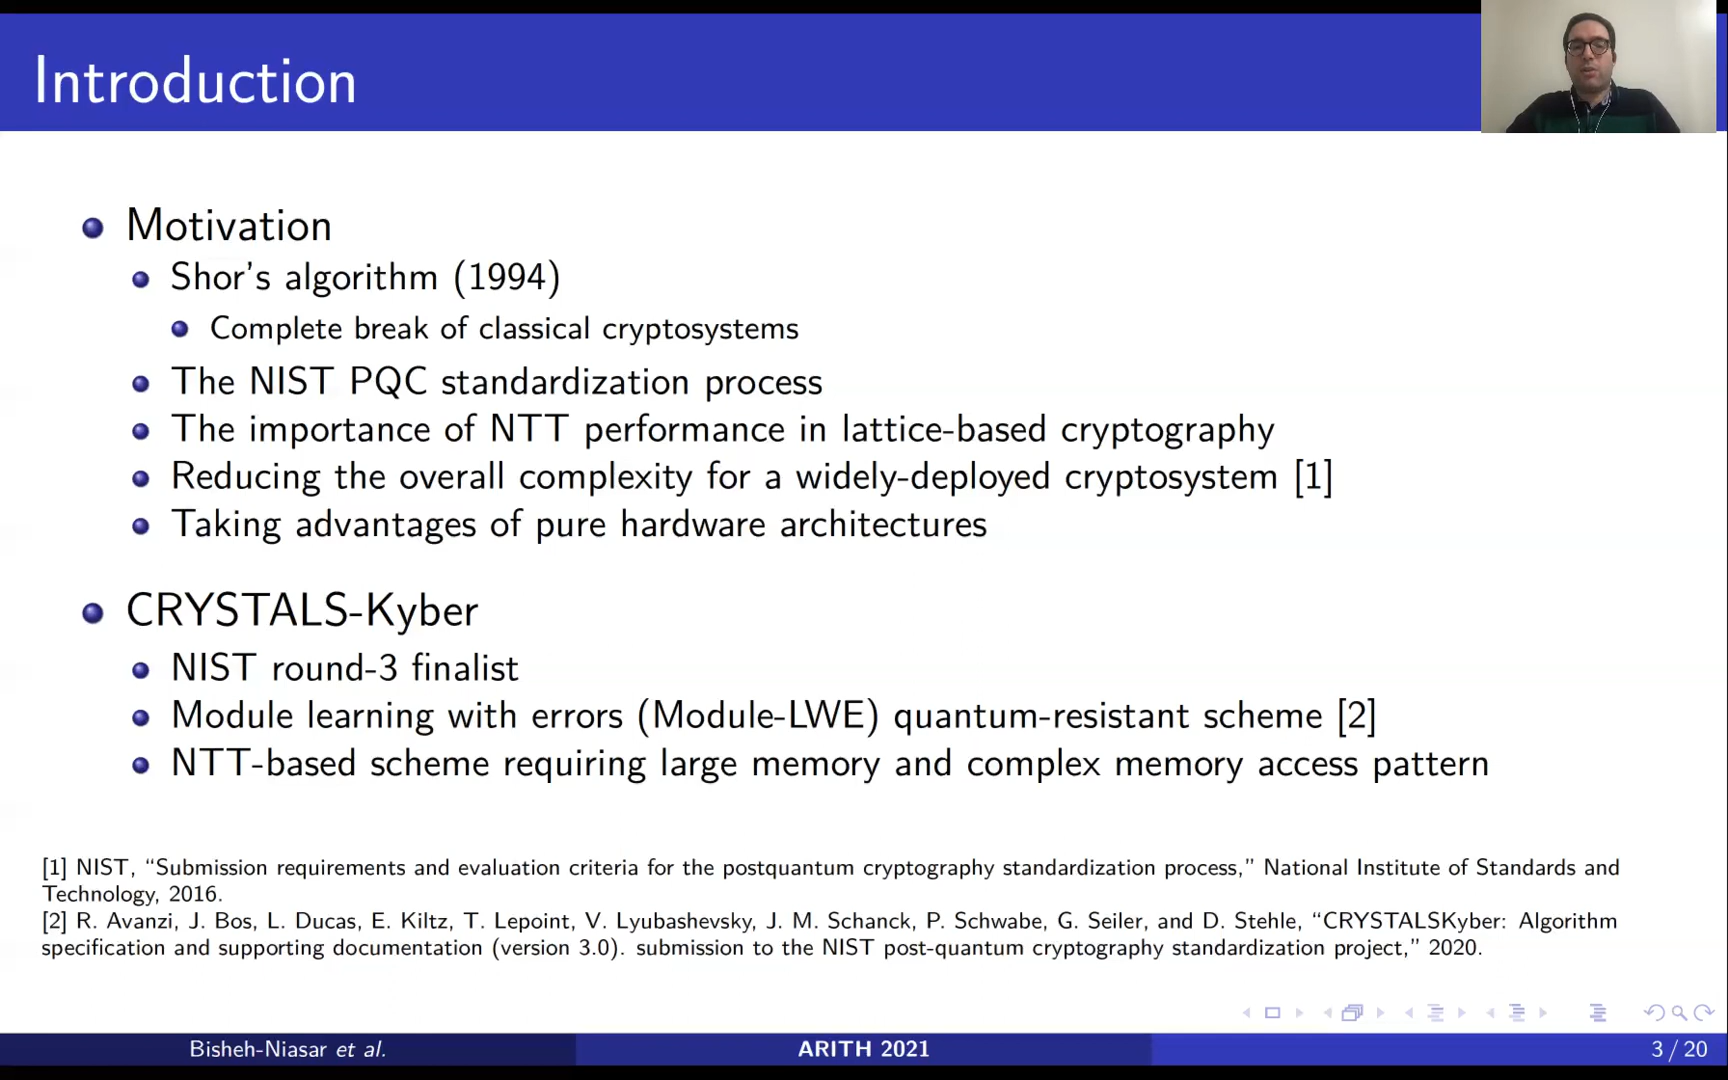 Introduction
Motivation
Shor's algorithm (1994)
Complete break of classical cryptosystems
The NIST PQC standardization process
The importance of NTT performance in lattice-based cryptography
Reducing the overall complexity for a widely-deployed cryptosystem [1]
Taking advantages of pure hardware architectures
CRYSTALS-Kyber
NIST round-3 finalist
Module learning with errors (Module-LWE) quantum-resistant scheme [2]
NTT-based scheme requiring large memory and complex memory access pattern
[1] NIST, “Submission requirements and evaluation criteria for the postquantum cryptography standardization process,” National Institute of Standards and
Technology, 2016.
[2] R. Avanzi, J. Bos, L. Ducas, E. Kiltz, T. Lepoint, V. Lyubashevsky, J. M. Schanck, P. Schwabe, G. Seiler, and D. Stehle, “CRYSTALSKyber: Algorithm
specification and supporting documentation (version 3.0). submission to the NIST post-quantum cryptography standardization project,” 2020.
Bisheh-Niasar et al.
ARITH 2021
3 / 20